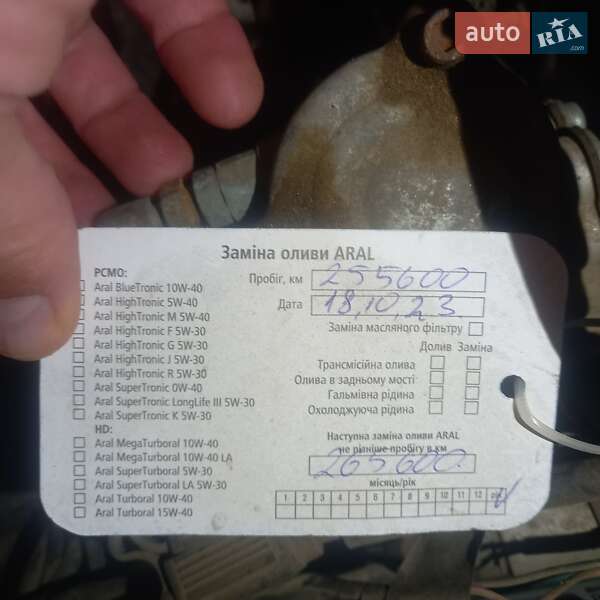 auto RIA .com
Заміна оливи ARAL
PCMO:
Aral BlueTronic 10W-40
Aral HighTronic 5W-40
Aral HighTronic M 5W-40
Aral HighTronic F 5W-30
Aral HighTronic G 5W-30
Aral HighTronic J 5W-30
Aral HighTronic R 5W-30
Aral SuperTronic 0W-40
Aral SuperTronic LongLife III 5W-30
Aral SuperTronic K 5W-30
HD:
Aral MegaTurboral 10W-40
Aral MegaTurboral 10W-40 LA
Aral SuperTurboral 5W-30
Aral SuperTurboral LA 5W-30
Aral Turboral 10W-40
Aral Turboral 15W-40
Пробіг, км 255600
Дата 18,10,23
Заміна масляного фільтру
Долив Заміна
Трансмісійна олива
Олива в задньому мості
Гальмівна рідина
Охолоджуюча рідина
Наступна заміна оливи ARAL
не пізніше пробігу в км
265600
місяць/рік
1 2 3 4 5 6 7 8 9 10 11 12